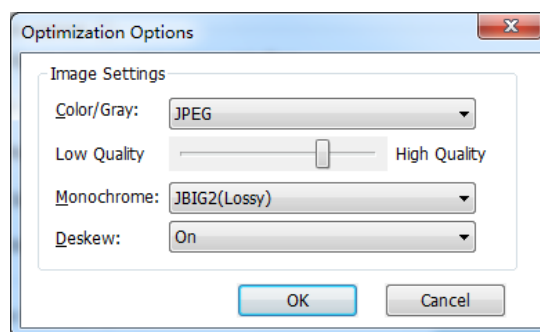 Optimization Options
Image Settings
Color/Gray: JPEG
Low Quality High Quality
Monochrome: JBIG2(Lossy)
Deskew: On
OK Cancel